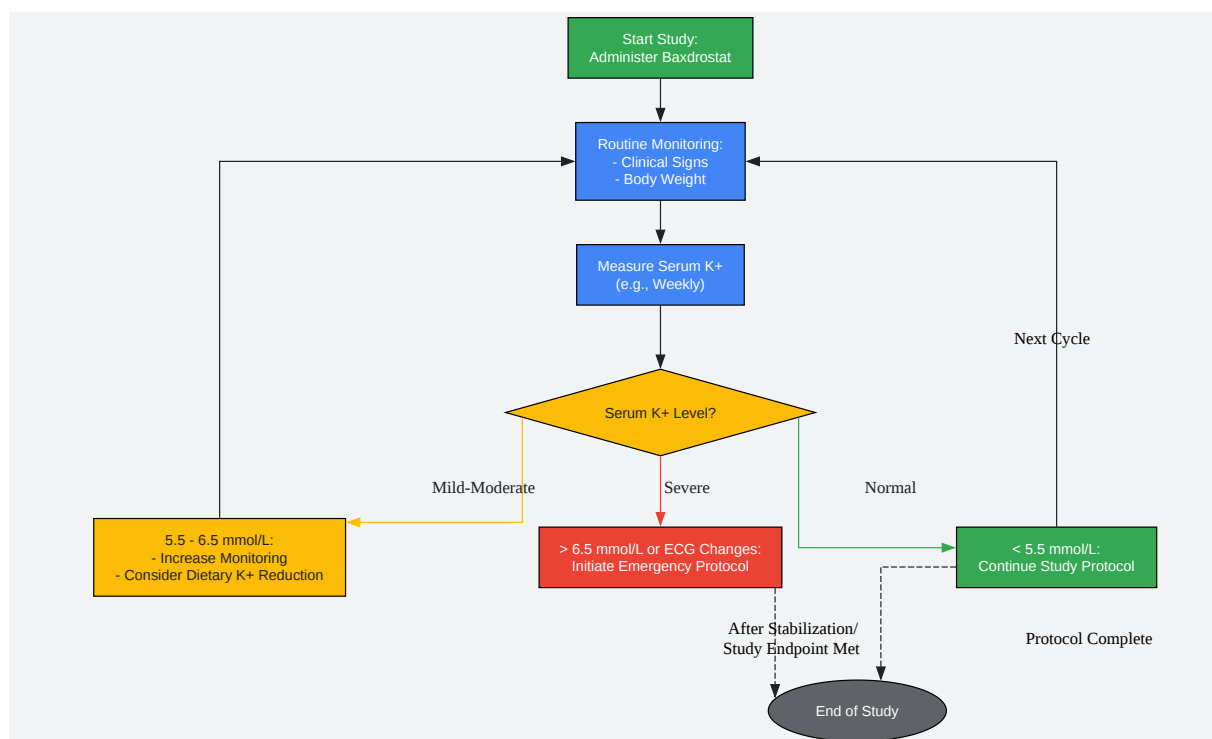 Start Study:
Administer Baxdrostat
Routine Monitoring:
- Clinical Signs
- Body Weight
Measure Serum K+
(e.g., Weekly)
Next Cycle
Serum K+ Level?
Mild-Moderate
Severe
Normal
5.5 - 6.5 mmol/L:
- Increase Monitoring
- Consider Dietary K+ Reduction
> 6.5 mmol/L or ECG Changes:
Initiate Emergency Protocol
< 5.5 mmol/L:
Continue Study Protocol
After Stabilization/
Study Endpoint Met
Protocol Complete
End of Study